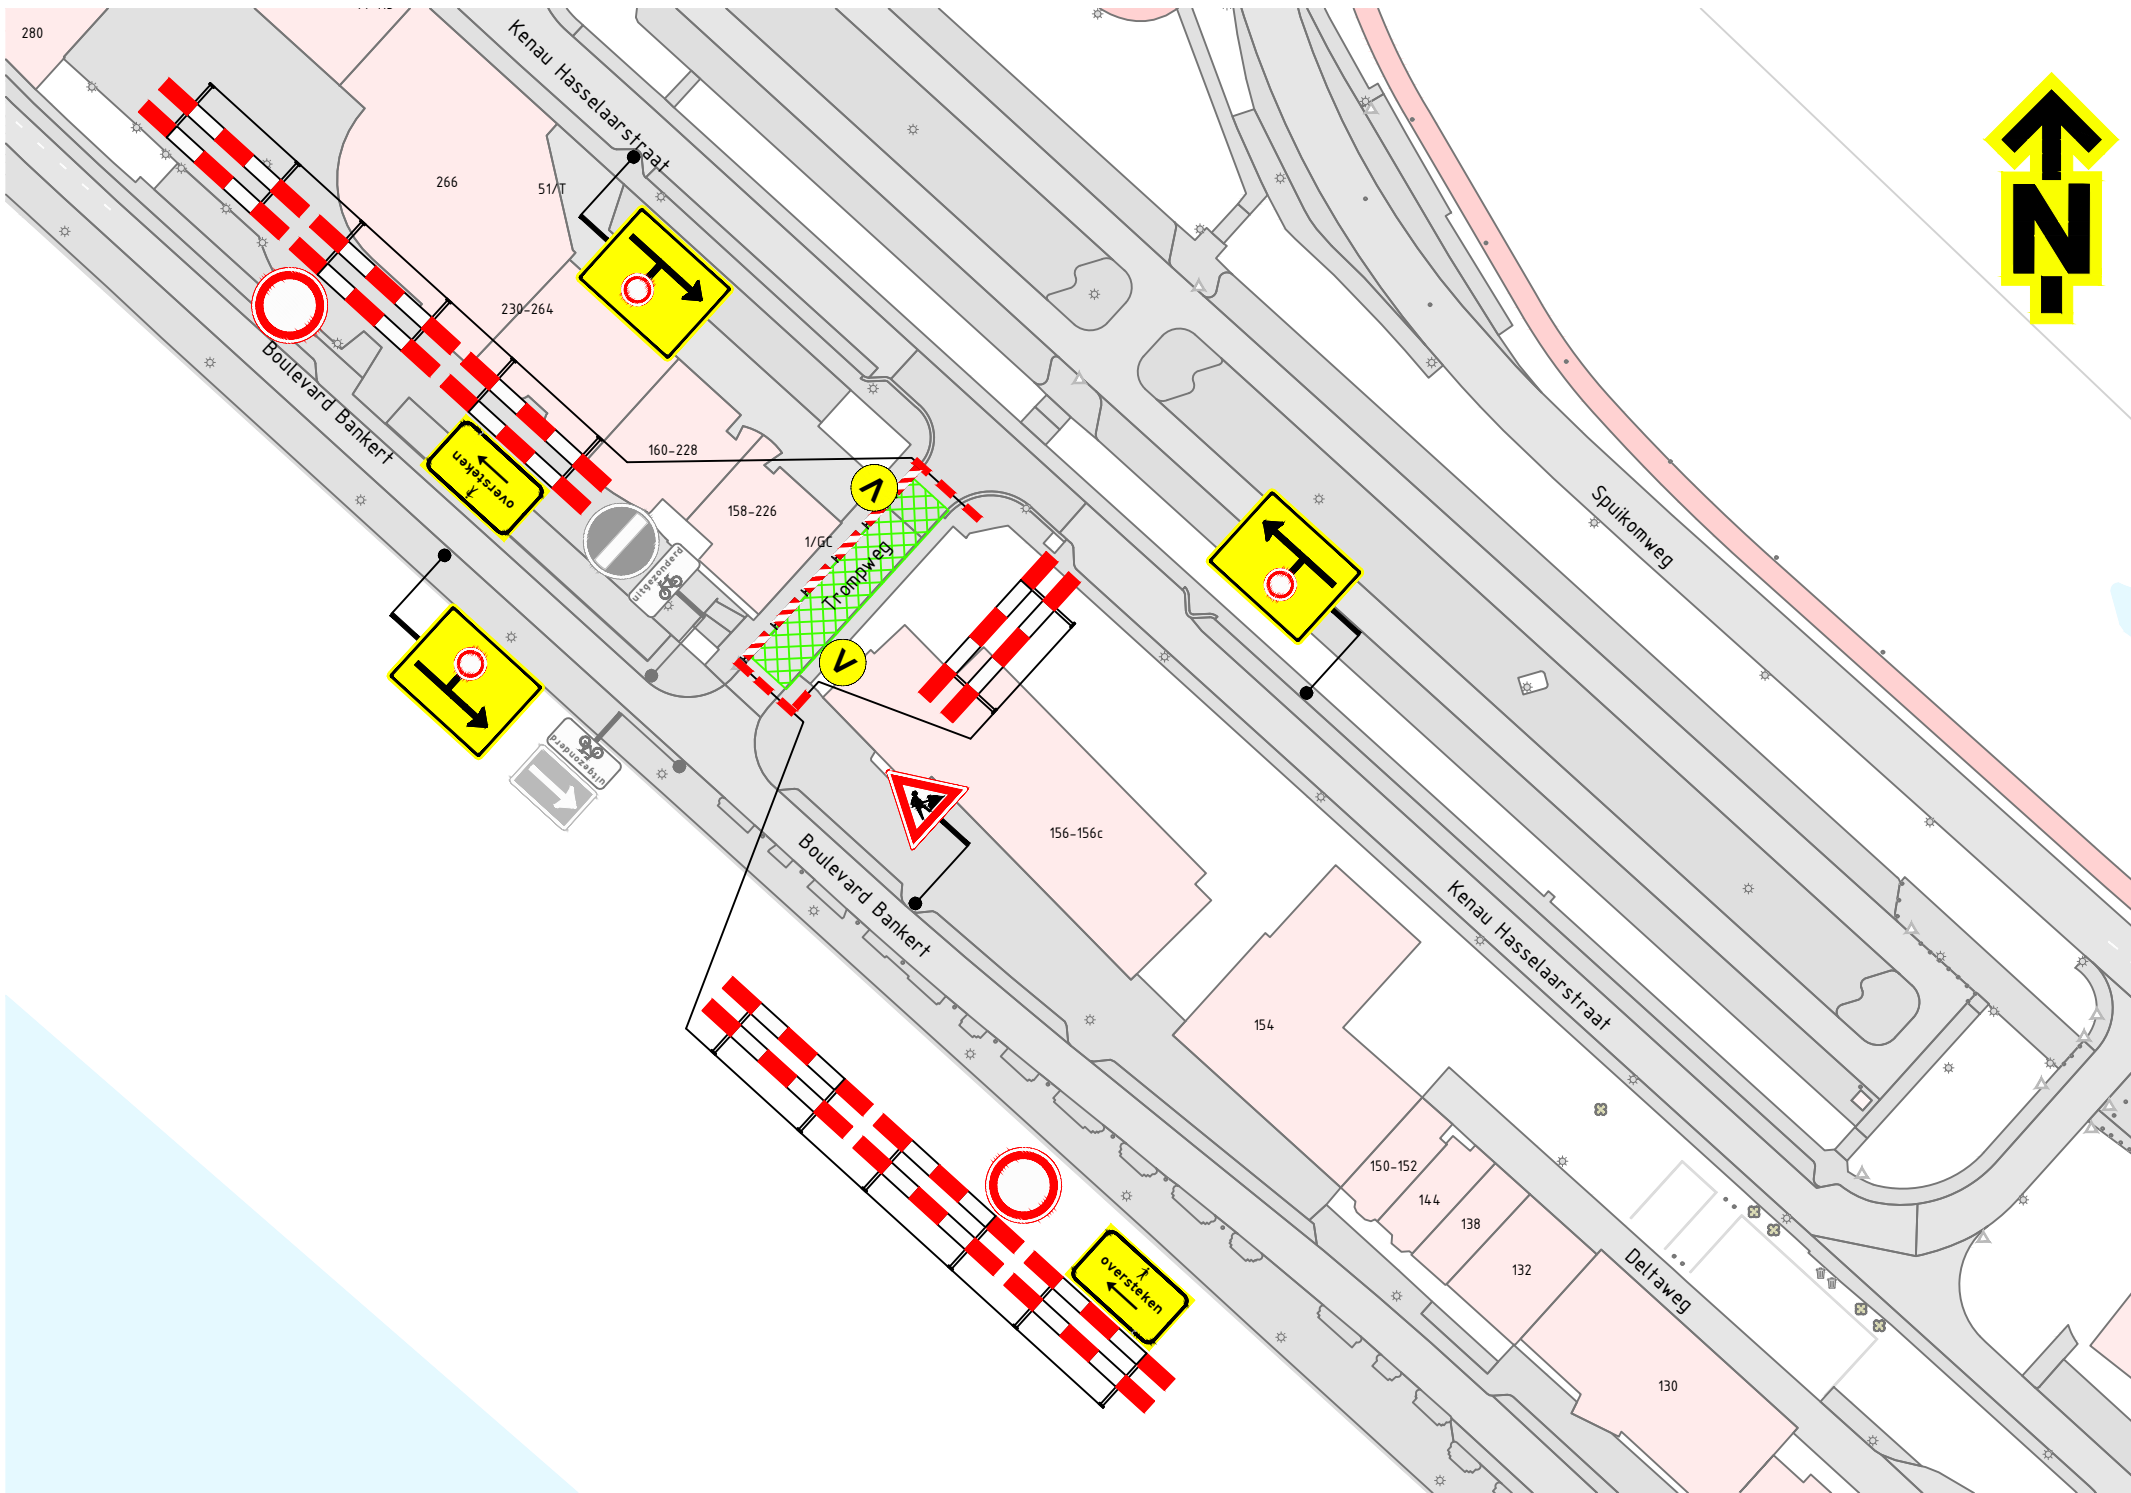 280
Kenau Hasselaarstraat
N
266
51/T
230-264
Boulevard Bankert
oversteken
160-228
158-226
1/GC
Trompweg
V
V
uitgezonderd
uitgezonderd
Spuikomweg
Boulevard Bankert
156-156c
Kenau Hasselaarstraat
154
150-152
144
138
132
oversteken
Deltaweg
130